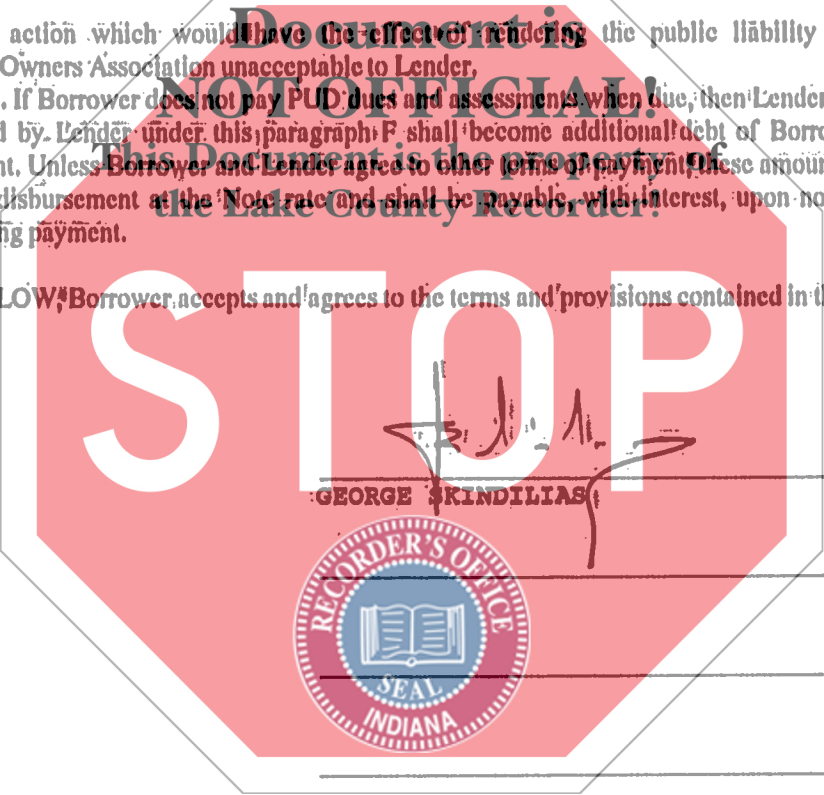 action which would have the effect of rendering the public liability
Owners Association unacceptable to Lender.
. If Borrower does not pay PUD dues and assessments when due, then Lender
by Lender under this paragraph F shall become additional debt of Borro
nt. Unless Borrower and Lender agree to other terms of payment, these amoun
disbursement at the Note rate and shall be payable, with interest, upon no
ng payment.
LOW, Borrower accepts and agrees to the terms and provisions contained in th
Document is
NOT OFFICIAL!
This Document is the property of
the Lake County Recorder!
STOP
GEORGE SKINDILIAS
RECORDER'S OFFICE
SEAL
INDIANA